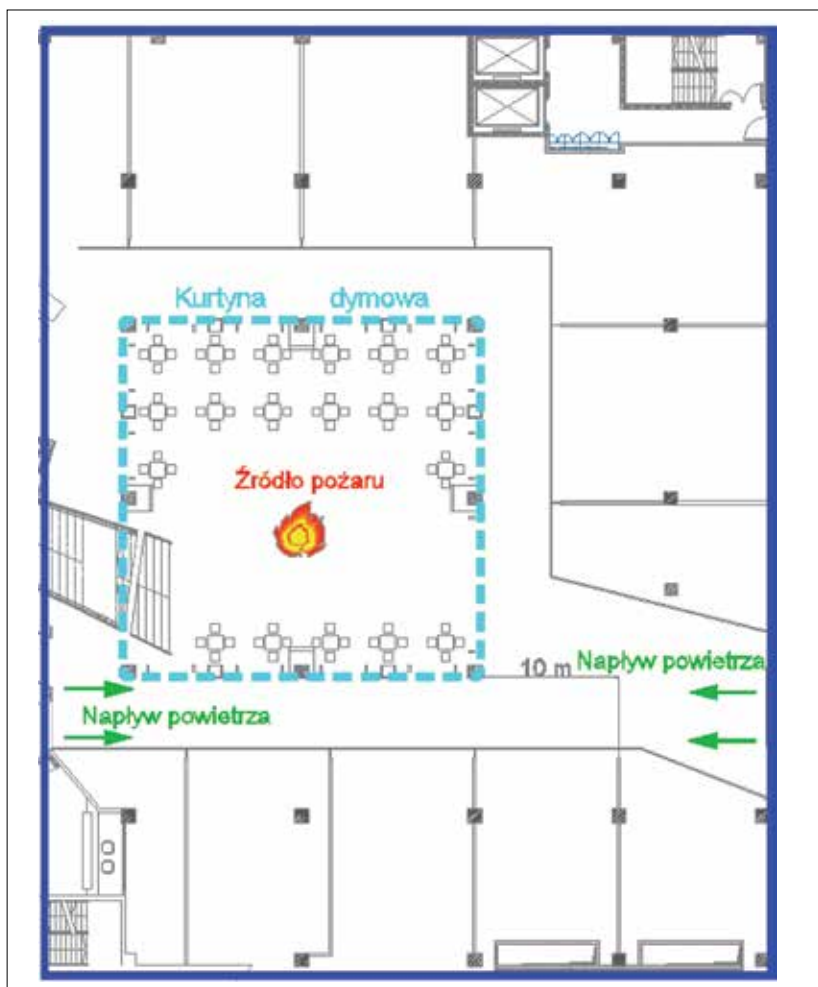 Kurtyna dymowa
Źródło pożaru
10 m
Napływ powietrza
Napływ powietrza